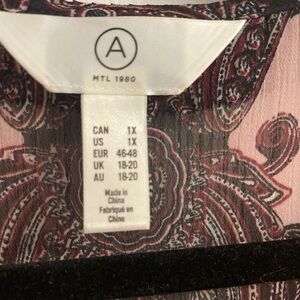 A
MTL 1980
CAN 1X
US 1X
EUR 46-48
UK 18-20
AU 18-20
Made in
China
Fabriqué en
Chine